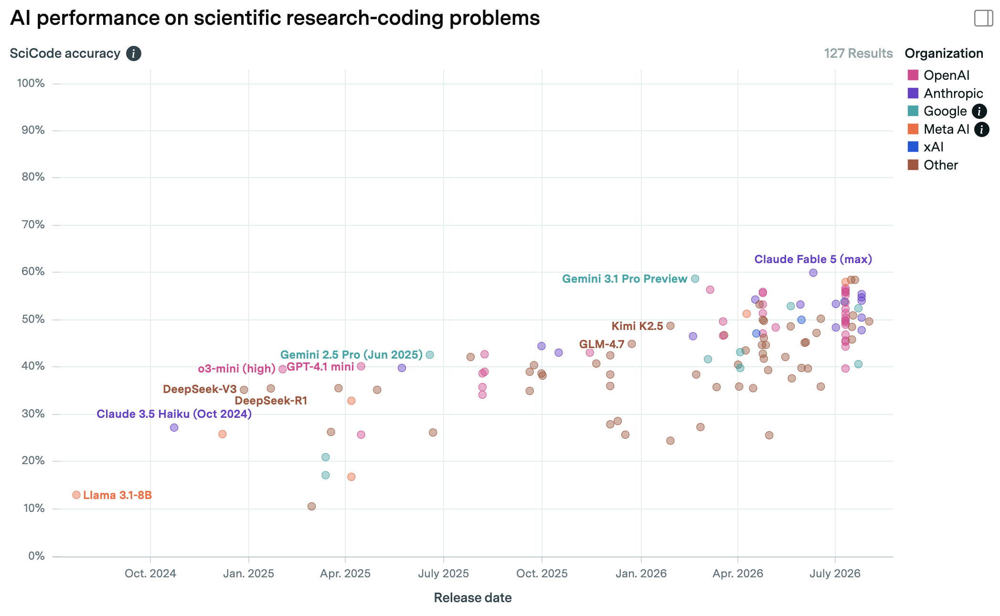 AI performance on scientific research-coding problems
SciCode accuracy i
127 Results
Organization
OpenAI
Anthropic
Google i
Meta AI i
xAI
Other
100%
90%
80%
70%
60%
50%
40%
30%
20%
10%
0%
Claude Fable 5 (max)
Gemini 3.1 Pro Preview
Kimi K2.5
GLM-4.7
Gemini 2.5 Pro (Jun 2025)
o3-mini (high)
GPT-4.1 mini
DeepSeek-V3
DeepSeek-R1
Claude 3.5 Haiku (Oct 2024)
Llama 3.1-8B
Oct. 2024
Jan. 2025
Apr. 2025
July 2025
Oct. 2025
Jan. 2026
Apr. 2026
July 2026
Release date